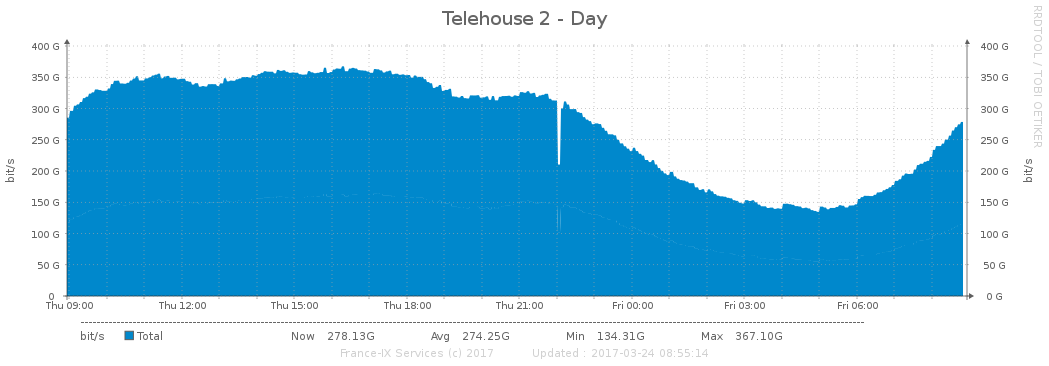 Telehouse 2 - Day
RRDTOOL / TOBI OETIKER
400 G 400 G
350 G 350 G
300 G 300 G
250 G 250 G
200 G 200 G
150 G 150 G
100 G 100 G
50 G 50 G
0 0 G
bit/s bit/s
Thu 09:00 Thu 12:00 Thu 15:00 Thu 18:00 Thu 21:00 Fri 00:00 Fri 03:00 Fri 06:00
bit/s Total Now 278.13G Avg 274.25G Min 134.31G Max 367.10G
France-IX Services (c) 2017 Updated : 2017-03-24 08:55:14